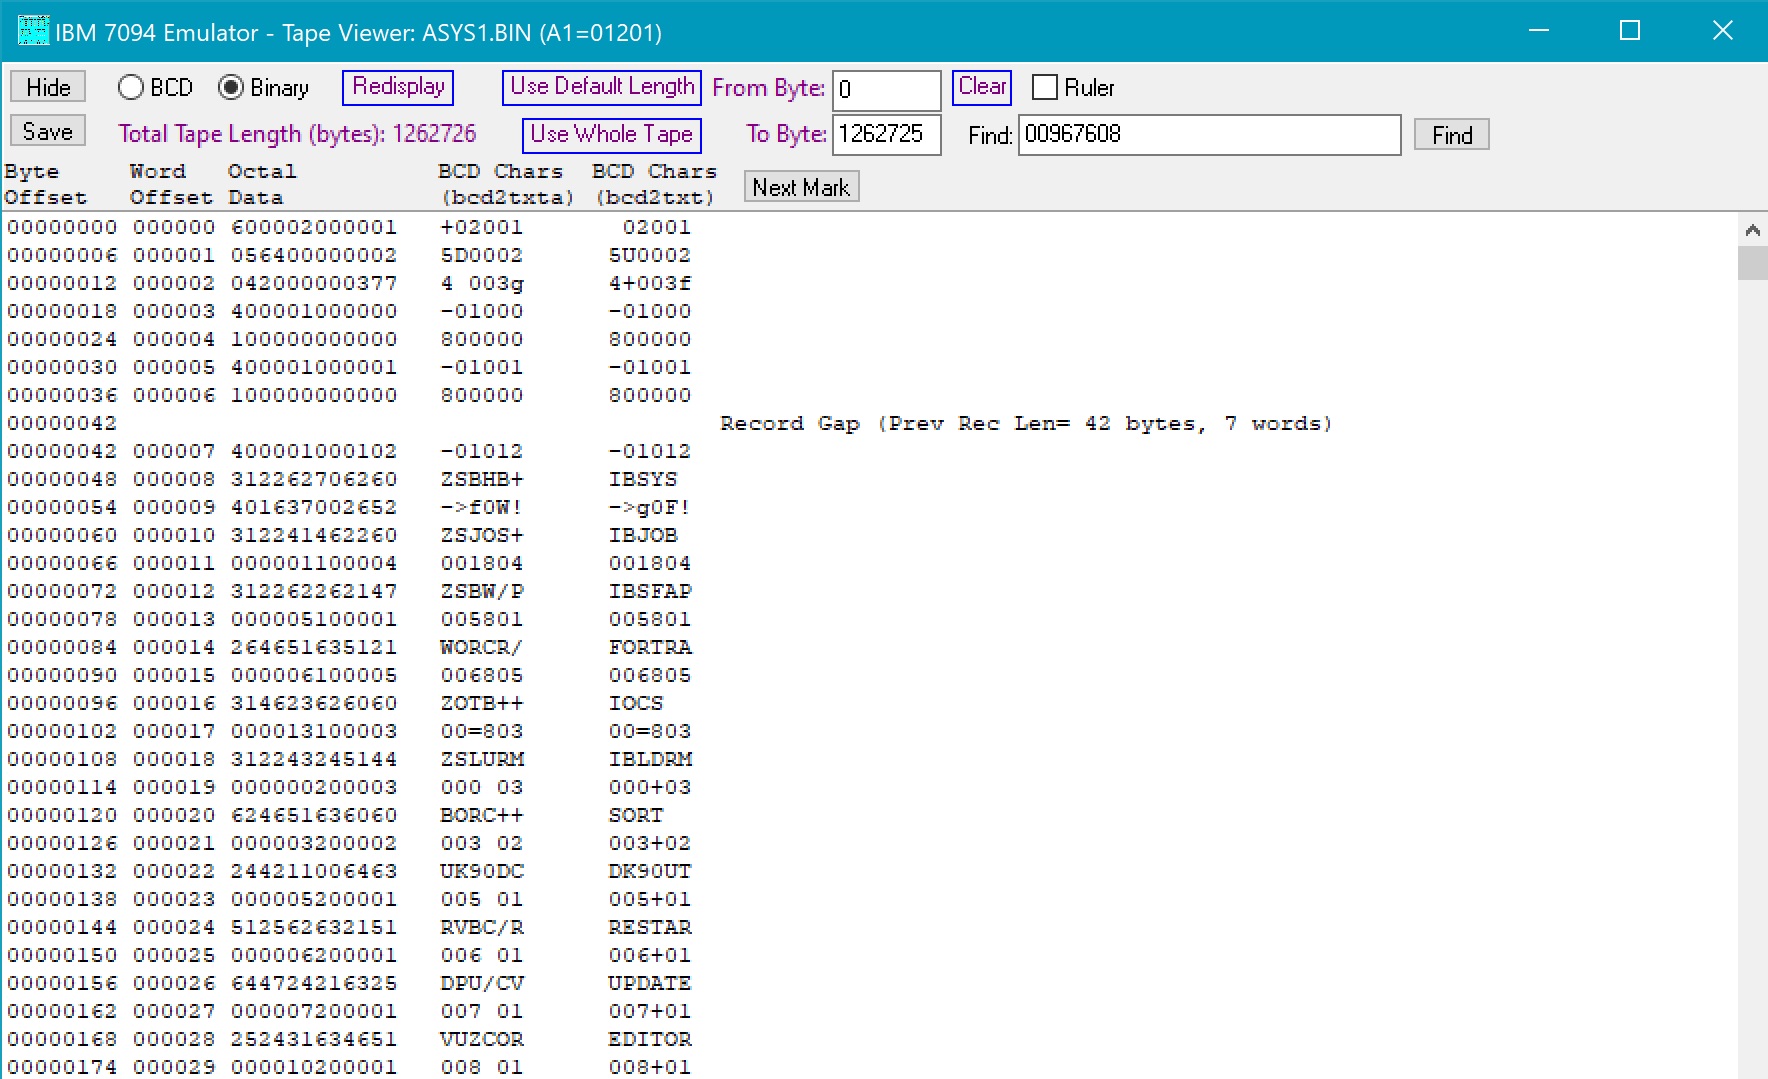 IBM 7094 Emulator - Tape Viewer: ASYS1.BIN (A1=01201)
Hide BCD Binary Redisplay Use Default Length From Byte: 0 Clear Ruler
Save Total Tape Length (bytes): 1262726 Use Whole Tape To Byte: 1262725 Find: 00967608 Find
Byte Word Octal BCD Chars BCD Chars
Offset Offset Data (bcd2txta) (bcd2txt) Next Mark
00000000 000000 600002000001 +02001 02001
00000006 000001 056400000002 5D0002 5U0002
00000012 000002 042000000377 4 003g 4+003f
00000018 000003 400001000000 -01000 -01000
00000024 000004 100000000000 800000 800000
00000030 000005 400001000001 -01001 -01001
00000036 000006 100000000000 800000 800000
00000042 Record Gap (Prev Rec Len= 42 bytes, 7 words)
00000042 000007 400001000102 -01012 -01012
00000048 000008 312262706260 ZSBHB+ IBSYS
00000054 000009 401637002652 ->f0W! ->g0F!
00000060 000010 312241462260 ZSJOS+ IBJOB
00000066 000011 000001100004 001804 001804
00000072 000012 312262262147 ZSBW/P IBSFAP
00000078 000013 000005100001 005801 005801
00000084 000014 264651635121 WORCR/ FORTRA
00000090 000015 000006100005 006805 006805
00000096 000016 314623626060 ZOTB++ IOCS
00000102 000017 000013100003 00=803 00=803
00000108 000018 312243245144 ZSLURM IBLDRM
00000114 000019 000000200003 000 03 000+03
00000120 000020 624651636060 BORC++ SORT
00000126 000021 000003200002 003 02 003+02
00000132 000022 244211006463 UK90DC DK90UT
00000138 000023 000005200001 005 01 005+01
00000144 000024 512562632151 RVBC/R RESTAR
00000150 000025 000006200001 006 01 006+01
00000156 000026 644724216325 DPU/CV UPDATE
00000162 000027 000007200001 007 01 007+01
00000168 000028 252431634651 VUZCOR EDITOR
00000174 000029 000010200001 008 01 008+01